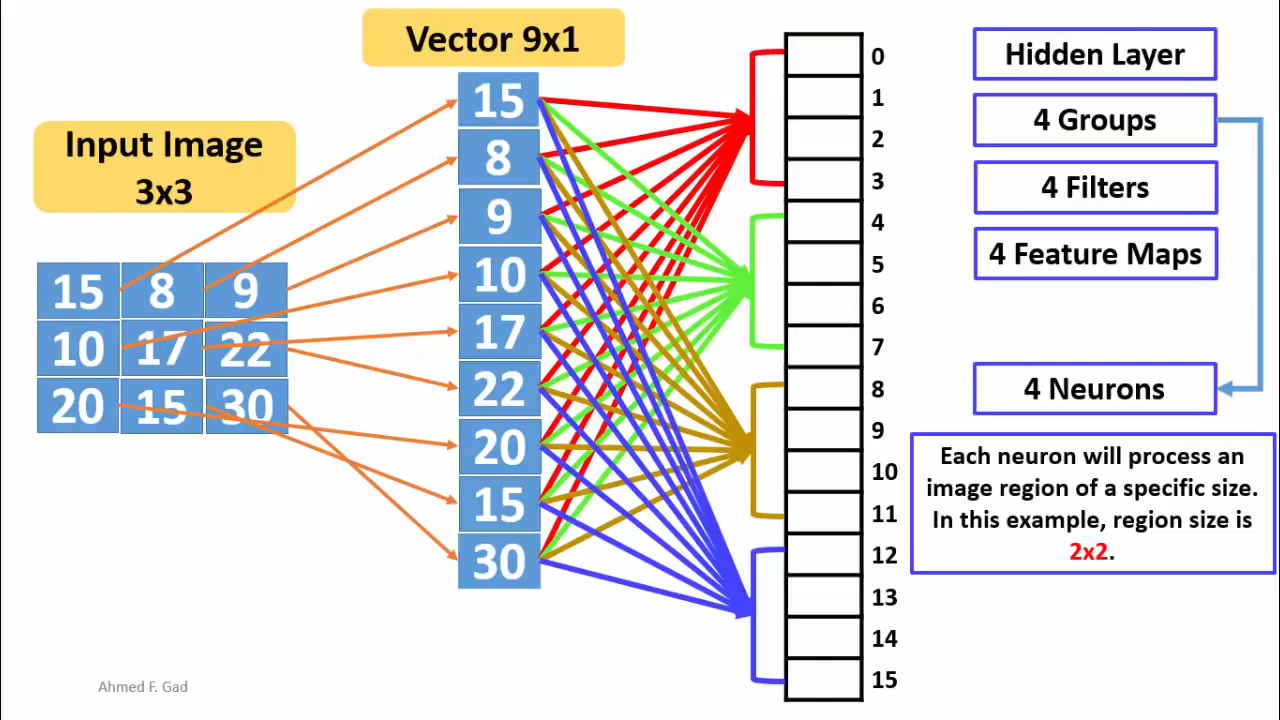 Input Image
3x3
15 8 9
10 17 22
20 15 30
Vector 9x1
15
8
9
10
17
22
20
15
30
0
1
2
3
4
5
6
7
8
9
10
11
12
13
14
15
Hidden Layer
4 Groups
4 Filters
4 Feature Maps
4 Neurons
Each neuron will process an
image region of a specific size.
In this example, region size is
2x2.
Ahmed F. Gad